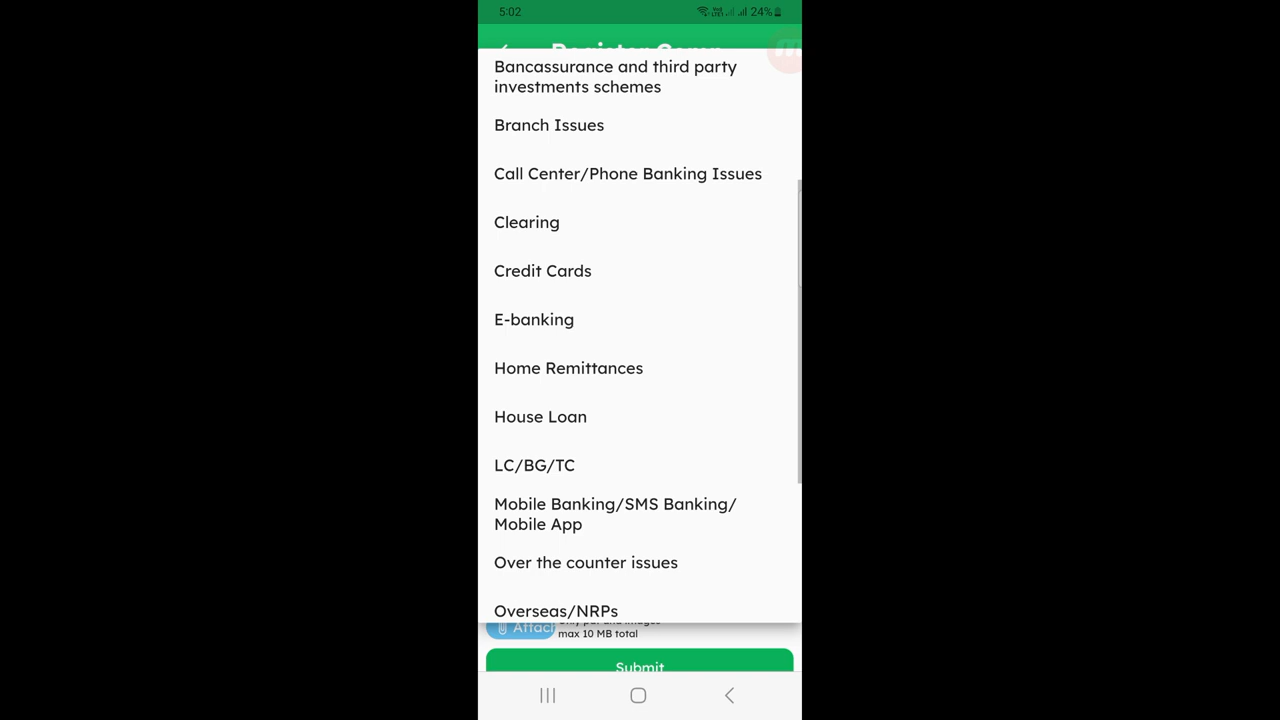 5:02
24%
Bancassurance and third party
investments schemes
Branch Issues
Call Center/Phone Banking Issues
Clearing
Credit Cards
E-banking
Home Remittances
House Loan
LC/BG/TC
Mobile Banking/SMS Banking/
Mobile App
Over the counter issues
Overseas/NRPs
max 10 MB total
Submit